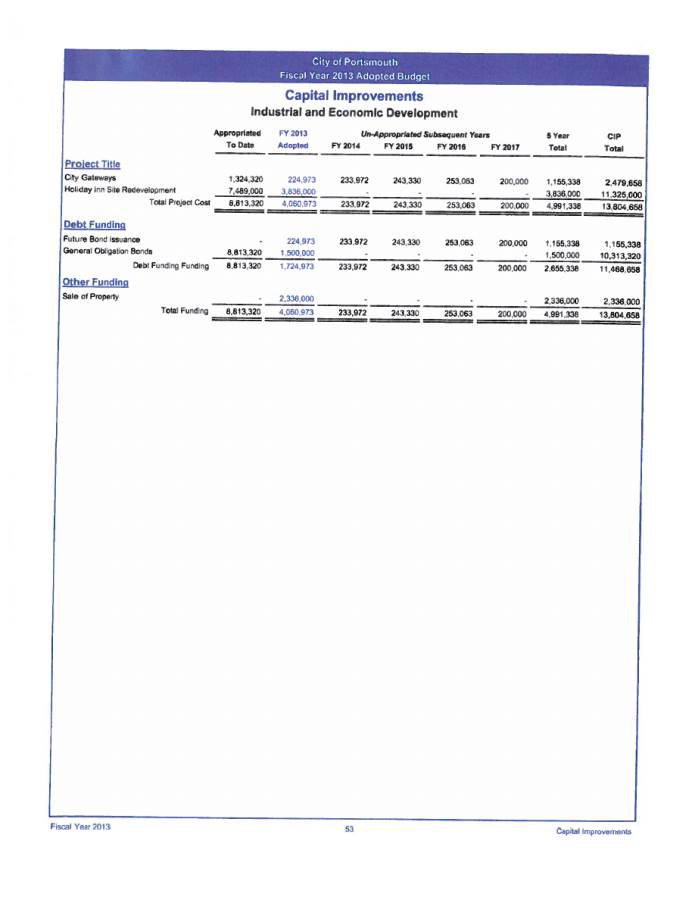 City of Portsmouth
Fiscal Year 2013 Adopted Budget
Capital Improvements
Industrial and Economic Development
Appropriated FY 2013 Un-Appropriated Subsequent Years 5 Year CIP
To Date Adopted FY 2014 FY 2015 FY 2016 FY 2017 Total Total
Project Title
City Gateways 1,324,320 224,973 233,972 243,330 253,063 200,000 1,155,338 2,479,658
Holiday Inn Site Redevelopment 7,489,000 3,836,000 - - - - 3,836,000 11,325,000
Total Project Cost 8,813,320 4,060,973 233,972 243,330 253,063 200,000 4,991,338 13,804,658
Debt Funding
Future Bond Issuance - 224,973 233,972 243,330 253,063 200,000 1,155,338 1,155,338
General Obligation Bonds 8,813,320 1,500,000 - - - - 1,500,000 10,313,320
Debt Funding Funding 8,813,320 1,724,973 233,972 243,330 253,063 200,000 2,655,338 11,468,658
Other Funding
Sale of Property - 2,336,000 - - - - 2,336,000 2,336,000
Total Funding 8,813,320 4,060,973 233,972 243,330 253,063 200,000 4,991,338 13,804,658
Fiscal Year 2013 53 Capital Improvements